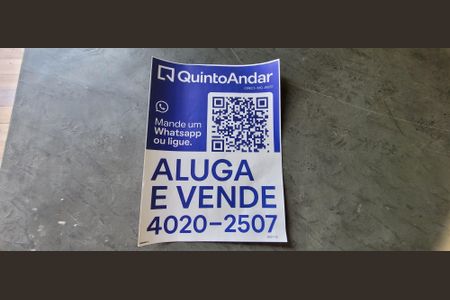 QuintoAndar
Mande um
Whatsapp
ou ligue.
ALUGA
E VENDE
4020-2507